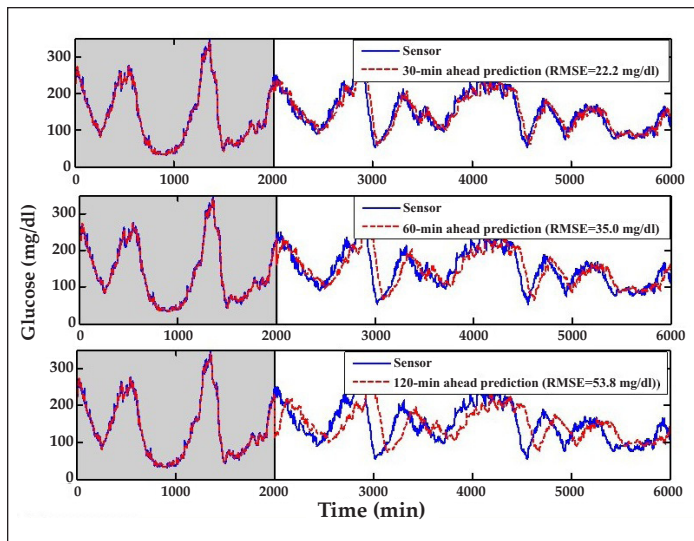 Sensor
30-min ahead prediction (RMSE=22.2 mg/dl)
300
200
100
0
0 1000 2000 3000 4000 5000 6000
Sensor
60-min ahead prediction (RMSE=35.0 mg/dl)
300
200
100
0
0 1000 2000 3000 4000 5000 6000
Sensor
120-min ahead prediction (RMSE=53.8 mg/dl))
300
200
100
0
0 1000 2000 3000 4000 5000 6000
Glucose (mg/dl)
Time (min)